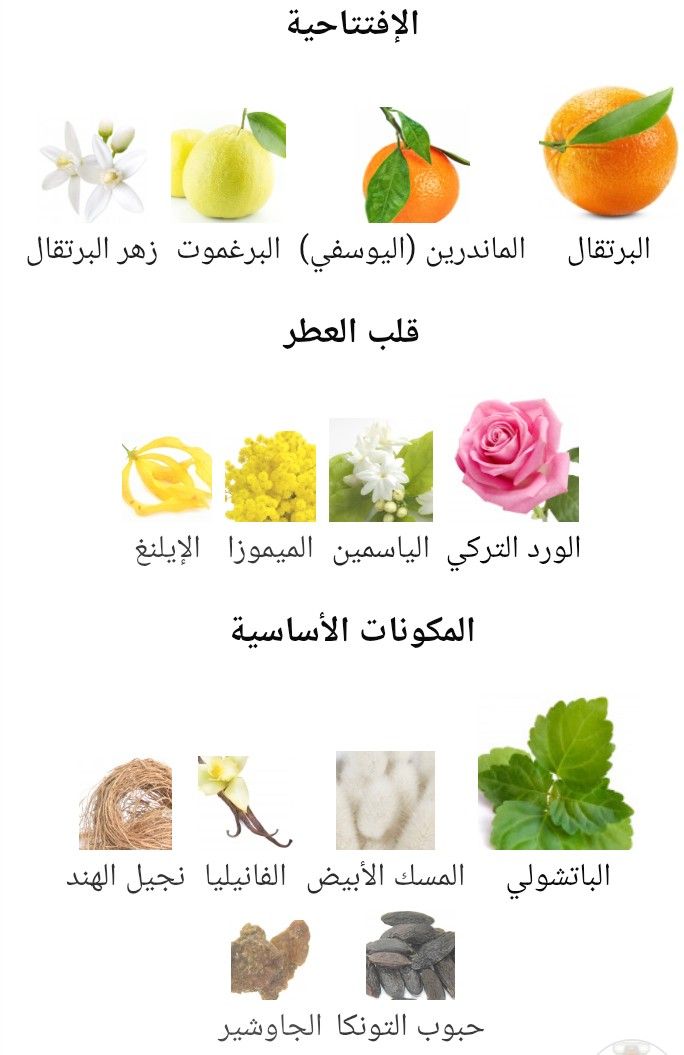 الإفتتاحية
البرتقال الماندرين (اليوسفي) البرغموت زهر البرتقال
قلب العطر
الورد التركي الياسمين الميموزا الإيلنغ
المكونات الأساسية
الباتشولي المسك الأبيض الفانيليا نجيل الهند
حبوب التونكا الجاوشير